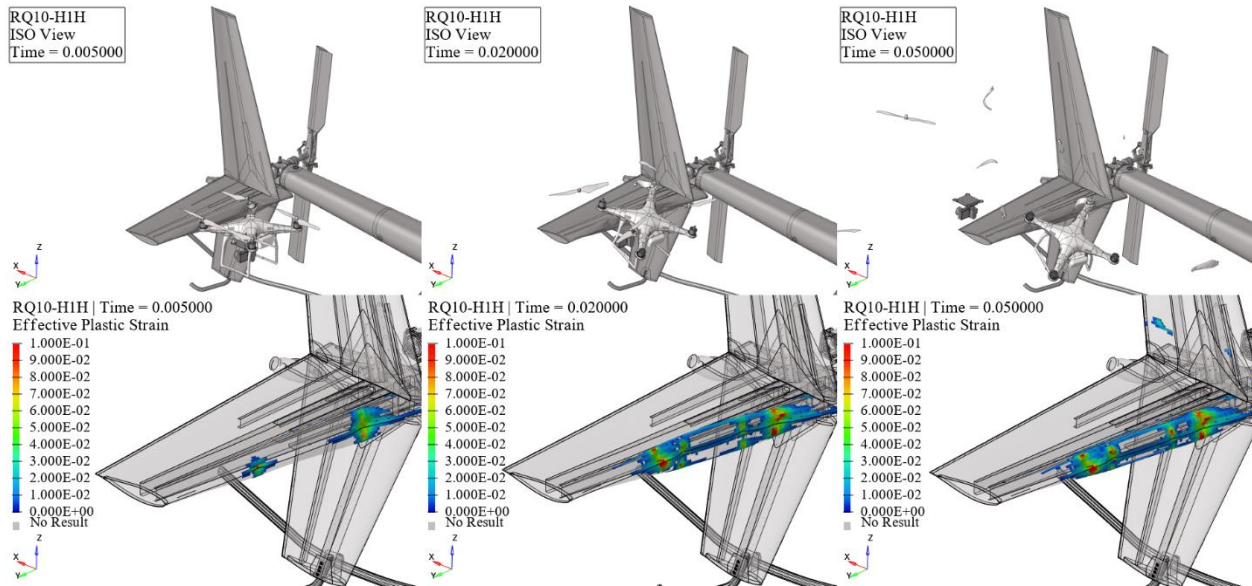 RQ10-H1H
ISO View
Time = 0.005000
Z
X
Y
RQ10-H1H
ISO View
Time = 0.020000
Z
X
Y
RQ10-H1H
ISO View
Time = 0.050000
Z
X
Y
RQ10-H1H | Time = 0.005000
Effective Plastic Strain
1.000E-01
9.000E-02
8.000E-02
7.000E-02
6.000E-02
5.000E-02
4.000E-02
3.000E-02
2.000E-02
1.000E-02
0.000E+00
No Result
Z
X
Y
RQ10-H1H | Time = 0.020000
Effective Plastic Strain
1.000E-01
9.000E-02
8.000E-02
7.000E-02
6.000E-02
5.000E-02
4.000E-02
3.000E-02
2.000E-02
1.000E-02
0.000E+00
No Result
Z
X
Y
RQ10-H1H | Time = 0.050000
Effective Plastic Strain
1.000E-01
9.000E-02
8.000E-02
7.000E-02
6.000E-02
5.000E-02
4.000E-02
3.000E-02
2.000E-02
1.000E-02
0.000E+00
No Result
Z
X
Y